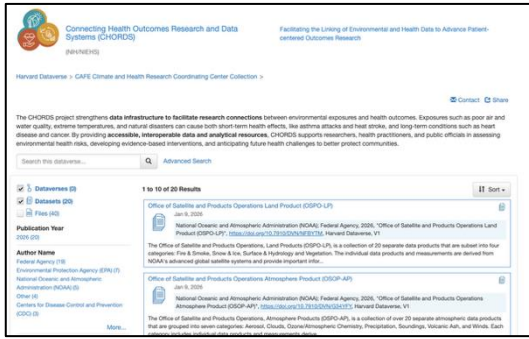 Connecting Health Outcomes Research and Data
Systems (CHORDS)
(NIH/NIEHS)
Facilitating the Linking of Environmental and Health Data to Advance Patient-
centered Outcomes Research
Harvard Dataverse > CAFE Climate and Health Research Coordinating Center Collection >
Contact Share
The CHORDS project strengthens data infrastructure to facilitate research connections between environmental exposures and health outcomes. Exposures such as poor air and
water quality, extreme temperatures, and natural disasters can cause both short-term health effects, like asthma attacks and heat stroke, and long-term conditions such as heart
disease and cancer. By providing accessible, interoperable data and analytical resources, CHORDS supports researchers, health practitioners, and public officials in assessing
environmental health risks, developing evidence-based interventions, and anticipating future health challenges to better protect communities.
Search this dataverse...
Advanced Search
Dataverses (0)
Datasets (20)
Files (43)
Publication Year
2026 (20)
Author Name
Federal Agency (19)
Environmental Protection Agency (EPA) (7)
National Oceanic and Atmospheric
Administration (NOAA) (5)
Other (4)
Centers for Disease Control and Prevention
(CDC) (3)
More...
1 to 10 of 20 Results
Sort
Office of Satellite and Products Operations Land Product (OSPO-LP)
Jan 9, 2026
National Oceanic and Atmospheric Administration (NOAA); Federal Agency, 2026, "Office of Satellite and Products Operations Land
Product (OSPO-LP)", Harvard Dataverse, V1
The Office of Satellite and Products Operations, Land Products (OSPO-LP), is a collection of 20 separate data products that are subset into four
categories: Fire & Smoke, Snow & Ice, Surface & Hydrology and Vegetation. The individual data products and measurements are derived from
NOAA's advanced global satellite systems and provide important infor...
Office of Satellite and Products Operations Atmosphere Product (OSOP-AP)
Jan 9, 2026
National Oceanic and Atmospheric Administration (NOAA); Federal Agency, 2026, "Office of Satellite and Products Operations
Atmosphere Product (OSOP-AP)", Harvard Dataverse, V1
The Office of Satellite and Products Operations, Atmosphere Products (OSPO-AP), is a collection of over 20 separate atmospheric data products
that are grouped into seven categories: Aerosol, Clouds, Ozone/Atmospheric Chemistry, Precipitation, Soundings, Volcanic Ash, and Winds. Each